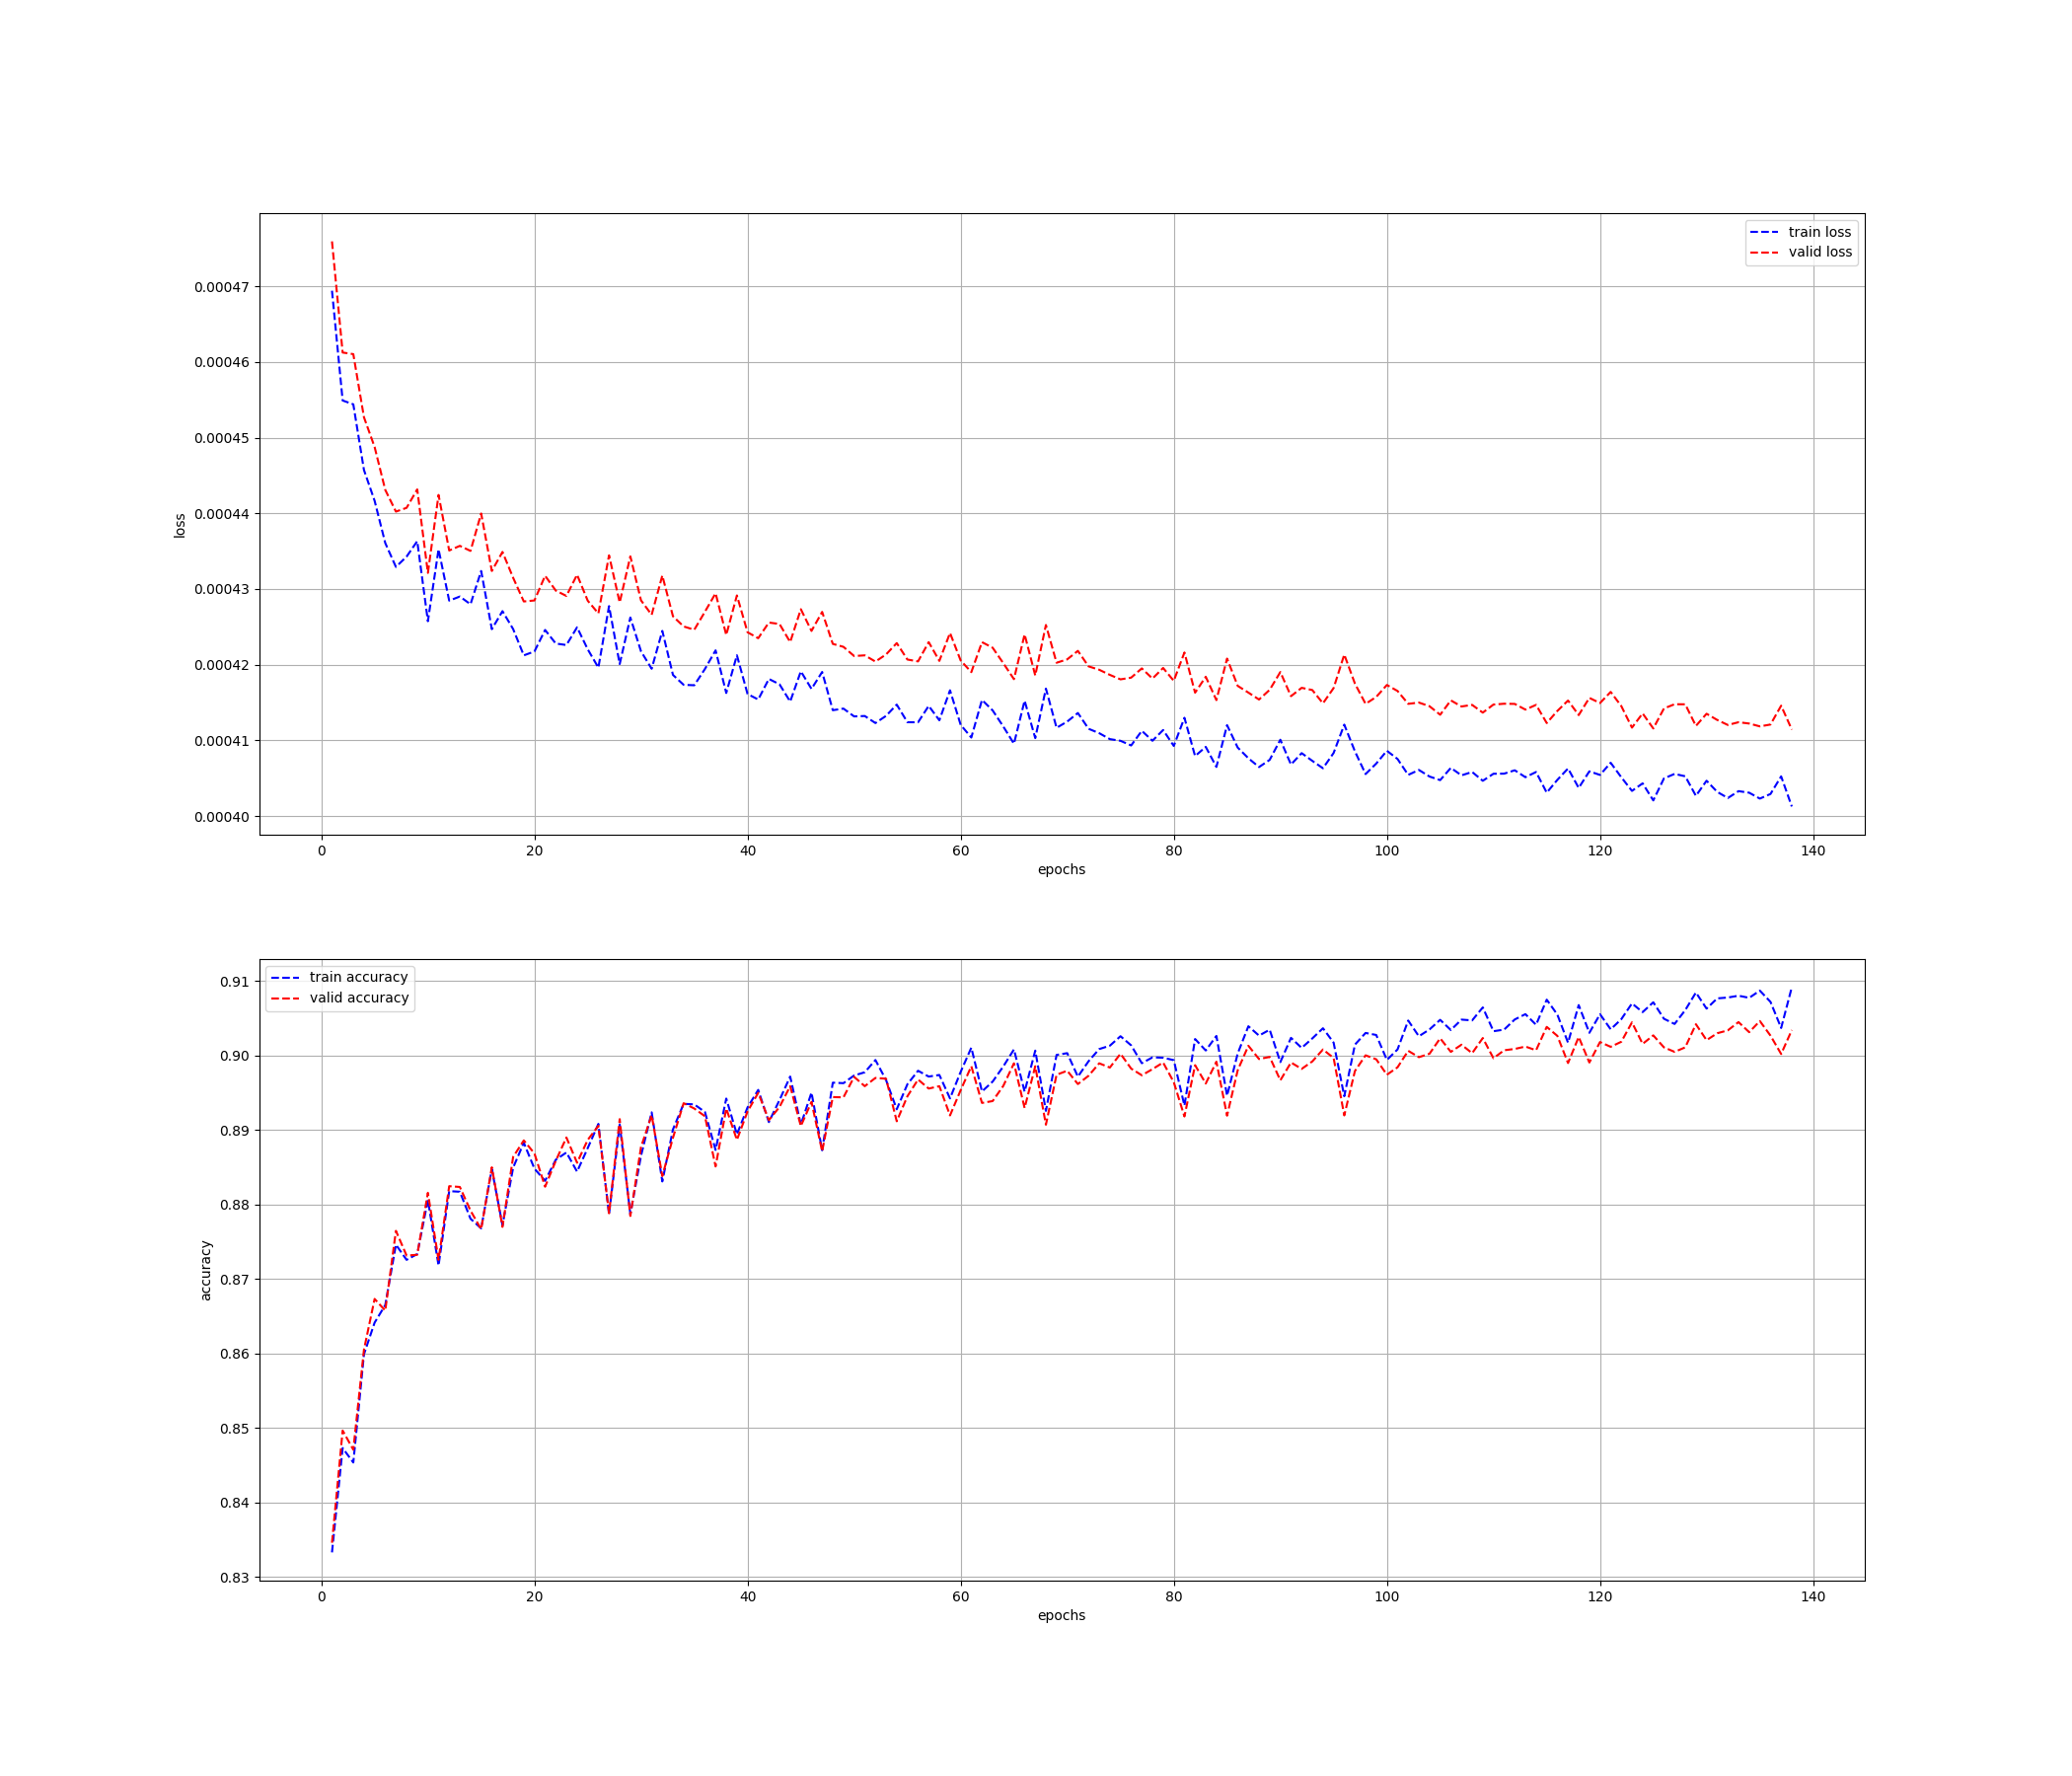 train loss
valid loss
0.00047
0.00046
0.00045
0.00044
0.00043
0.00042
0.00041
0.00040
loss
0 20 40 60 80 100 120 140
epochs
train accuracy
valid accuracy
0.91
0.90
0.89
0.88
0.87
0.86
0.85
0.84
0.83
accuracy
0 20 40 60 80 100 120 140
epochs